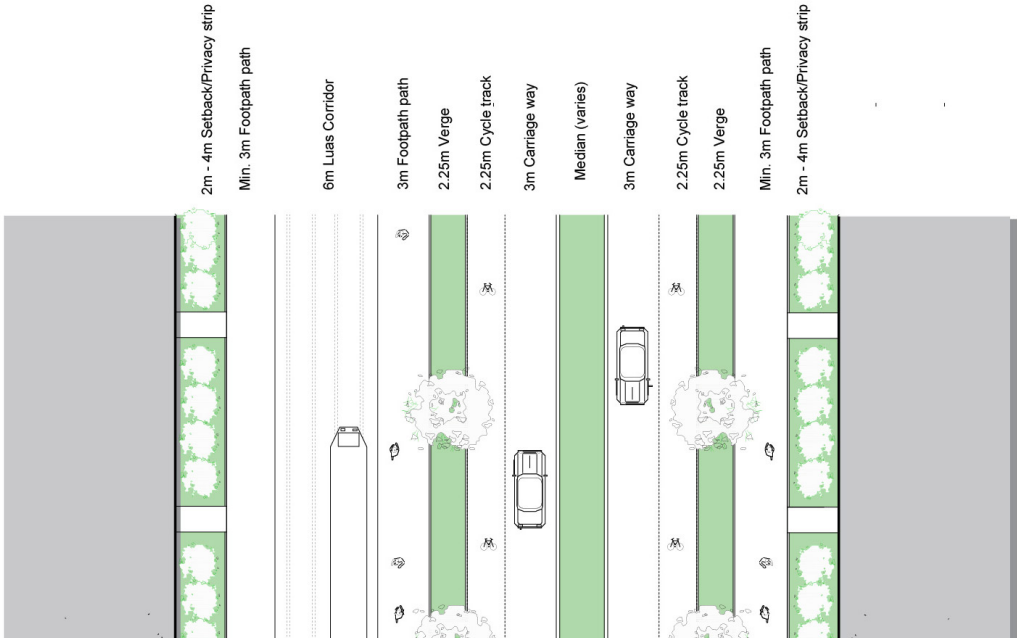 2m - 4m Setback/Privacy strip
Min. 3m Footpath path
6m Luas Corridor
3m Footpath path
2.25m Verge
2.25m Cycle track
3m Carriage way
Median (varies)
3m Carriage way
2.25m Cycle track
2.25m Verge
Min. 3m Footpath path
2m - 4m Setback/Privacy strip